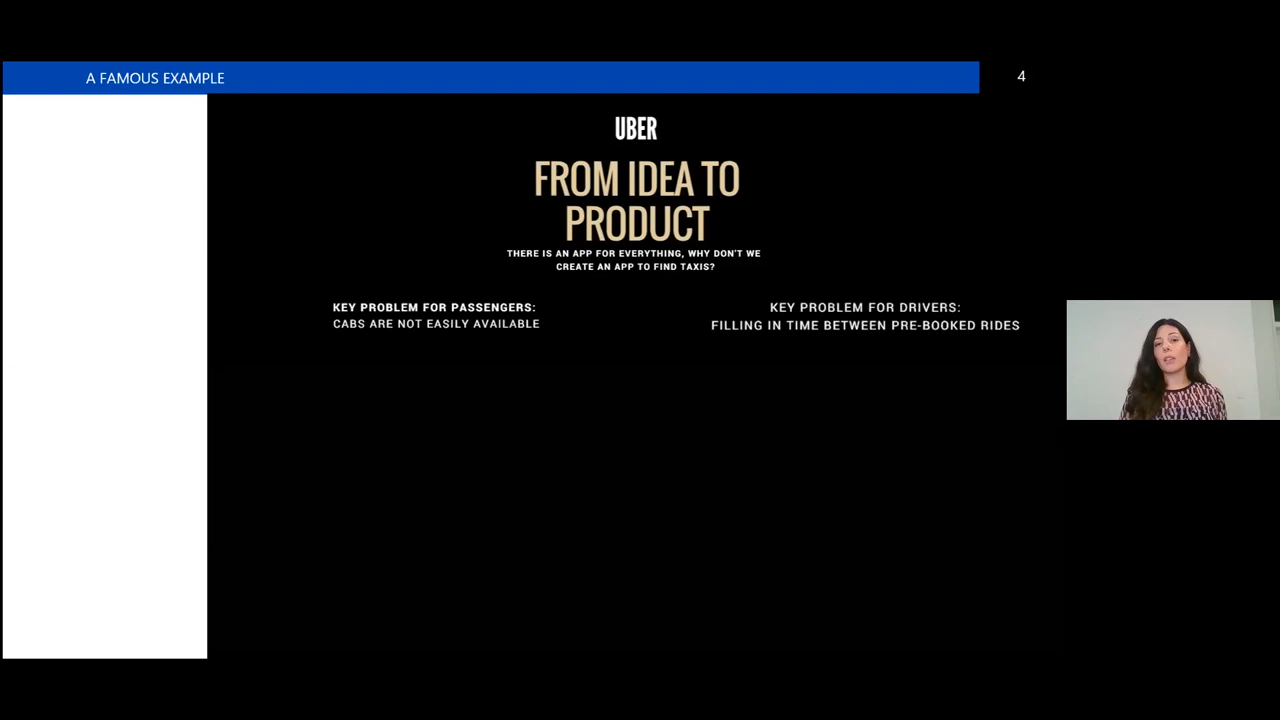 A FAMOUS EXAMPLE
4
UBER
FROM IDEA TO
PRODUCT
THERE IS AN APP FOR EVERYTHING, WHY DON'T WE
CREATE AN APP TO FIND TAXIS?
KEY PROBLEM FOR PASSENGERS:
CABS ARE NOT EASILY AVAILABLE
KEY PROBLEM FOR DRIVERS:
FILLING IN TIME BETWEEN PRE-BOOKED RIDES